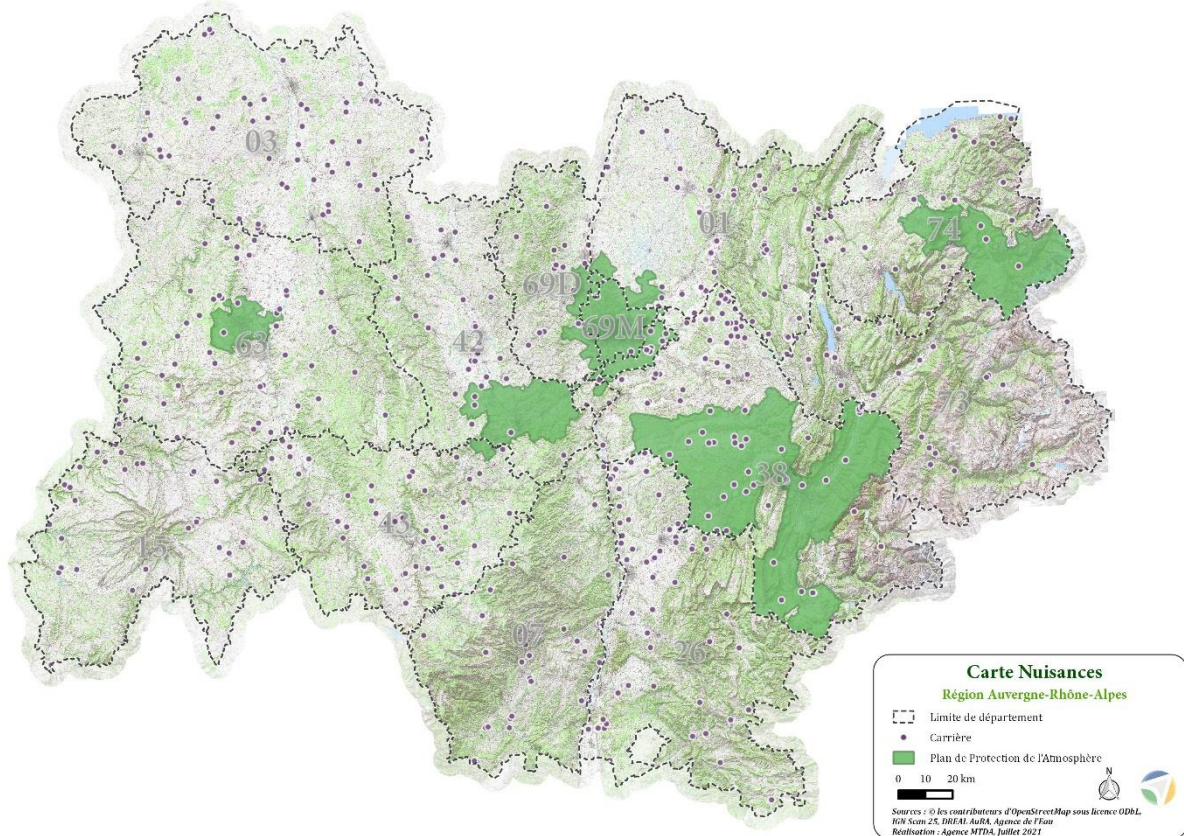 03
01
74
69D
69M
63
42
73
38
43
15
07
26
Carte Nuisances
Région Auvergne-Rhône-Alpes
Limite de département
Carrière
Plan de Protection de l'Atmosphère
0 10 20 km
N
Sources : © les contributeurs d'OpenStreetMap sous licence ODbL,
IGN Scan 25, DREAL AuRA, Agence de l'Eau
Réalisation : Agence MTDA, Juillet 2021